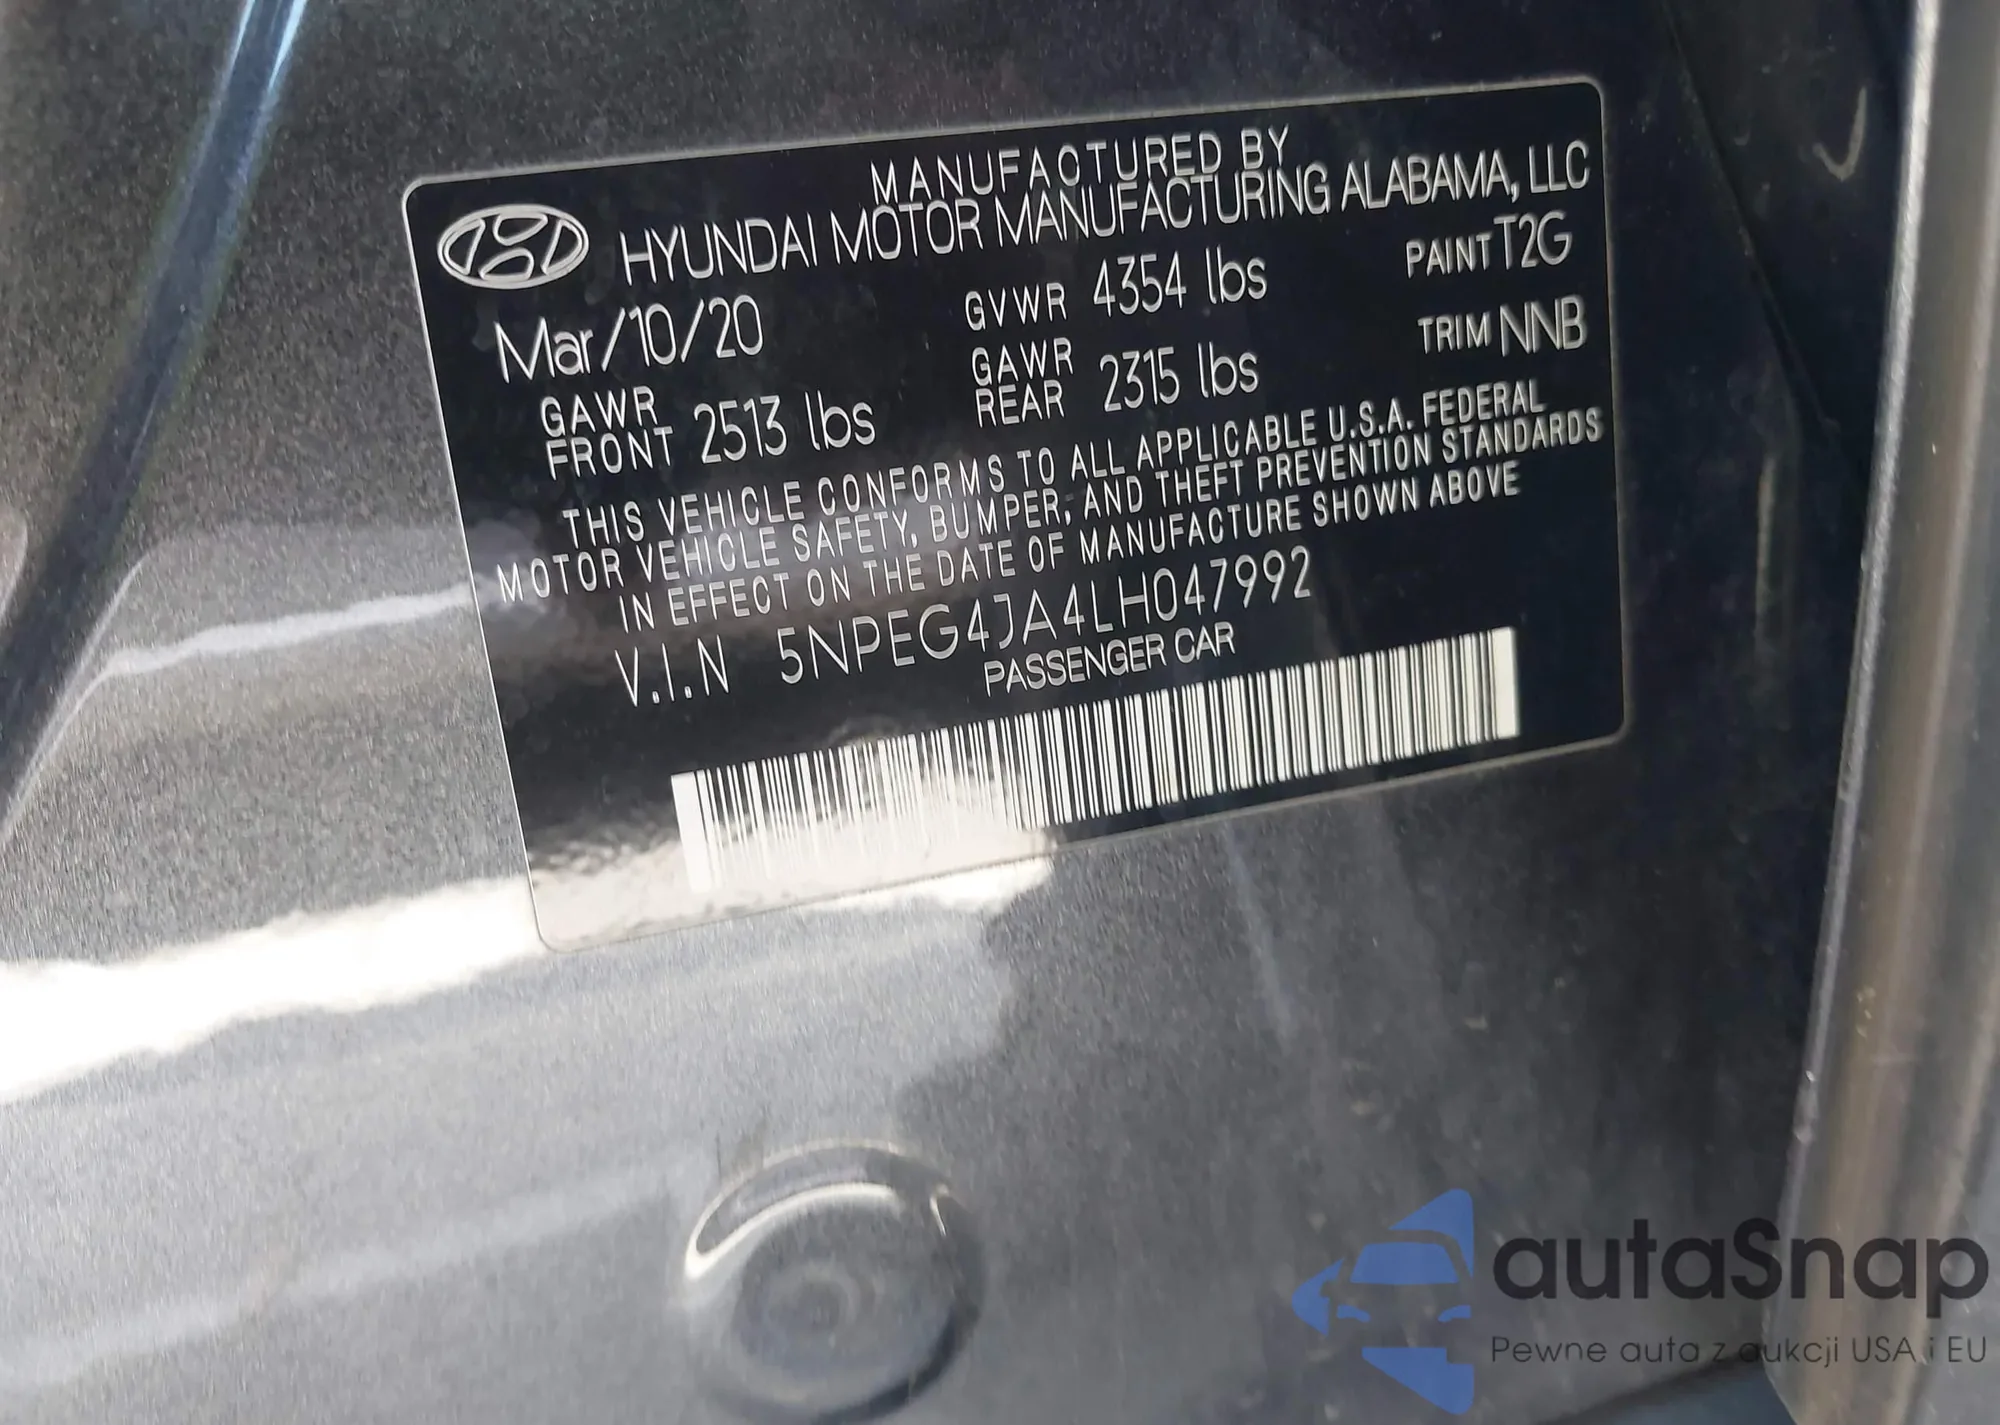 MANUFACTURED BY
HYUNDAI MOTOR MANUFACTURING ALABAMA, LLC
Mar/10/20 GVWR 4354 lbs PAINT T2G
GAWR FRONT 2513 lbs GAWR REAR 2315 lbs TRIM NNB
THIS VEHICLE CONFORMS TO ALL APPLICABLE U.S.A. FEDERAL
MOTOR VEHICLE SAFETY, BUMPER, AND THEFT PREVENTION STANDARDS
IN EFFECT ON THE DATE OF MANUFACTURE SHOWN ABOVE
V.I.N 5NPEG4JA4LH047992
PASSENGER CAR
autaSnap
Pewne auta z aukcji USA i EU